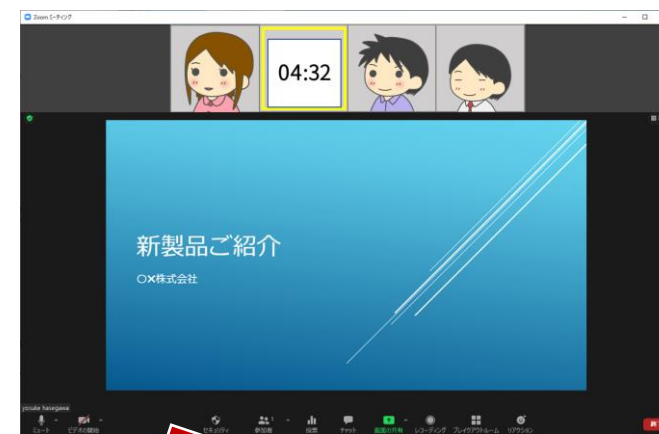 Zoom ミーティング
04:32
新製品ご紹介
○×株式会社
yosuke hasegawa
ミュート
ビデオの開始
セキュリティ
参加者
1
投票
チャット
画面の共有
レコーディング
ブレイクアウトルーム
リアクション